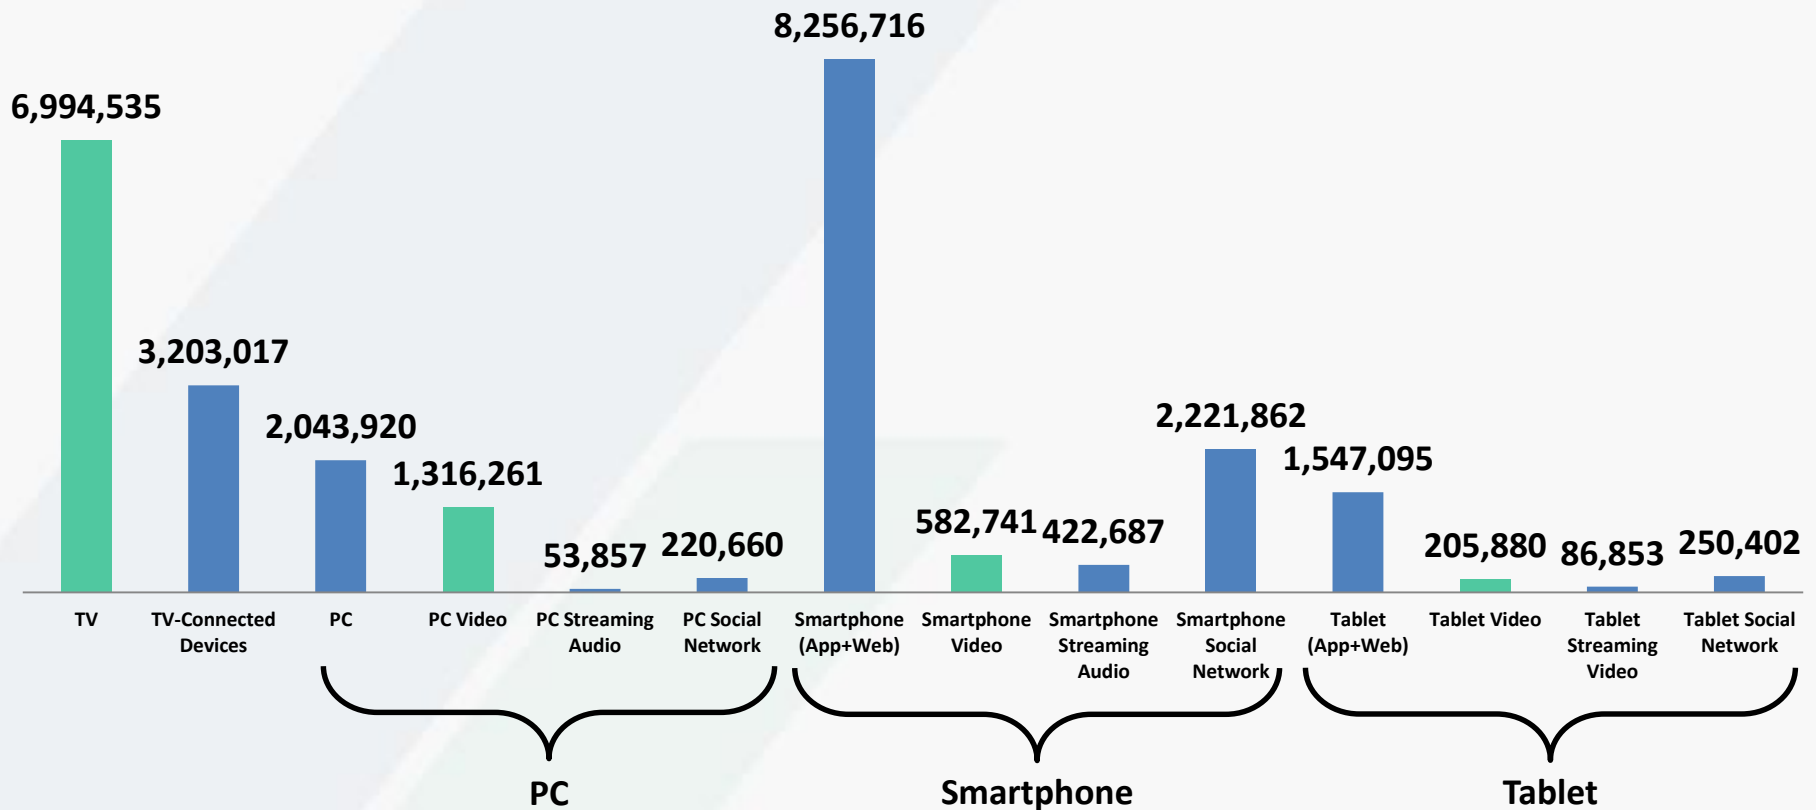 8,256,716
6,994,535
3,203,017
2,043,920
1,316,261
53,857
220,660
582,741
422,687
2,221,862
1,547,095
205,880
86,853
250,402
TV
TV-Connected
Devices
PC
PC Video
PC Streaming
Audio
PC Social
Network
Smartphone
(App+Web)
Smartphone
Video
Smartphone
Streaming
Audio
Smartphone
Social
Network
Tablet
(App+Web)
Tablet Video
Tablet
Streaming
Video
Tablet Social
Network
PC
Smartphone
Tablet